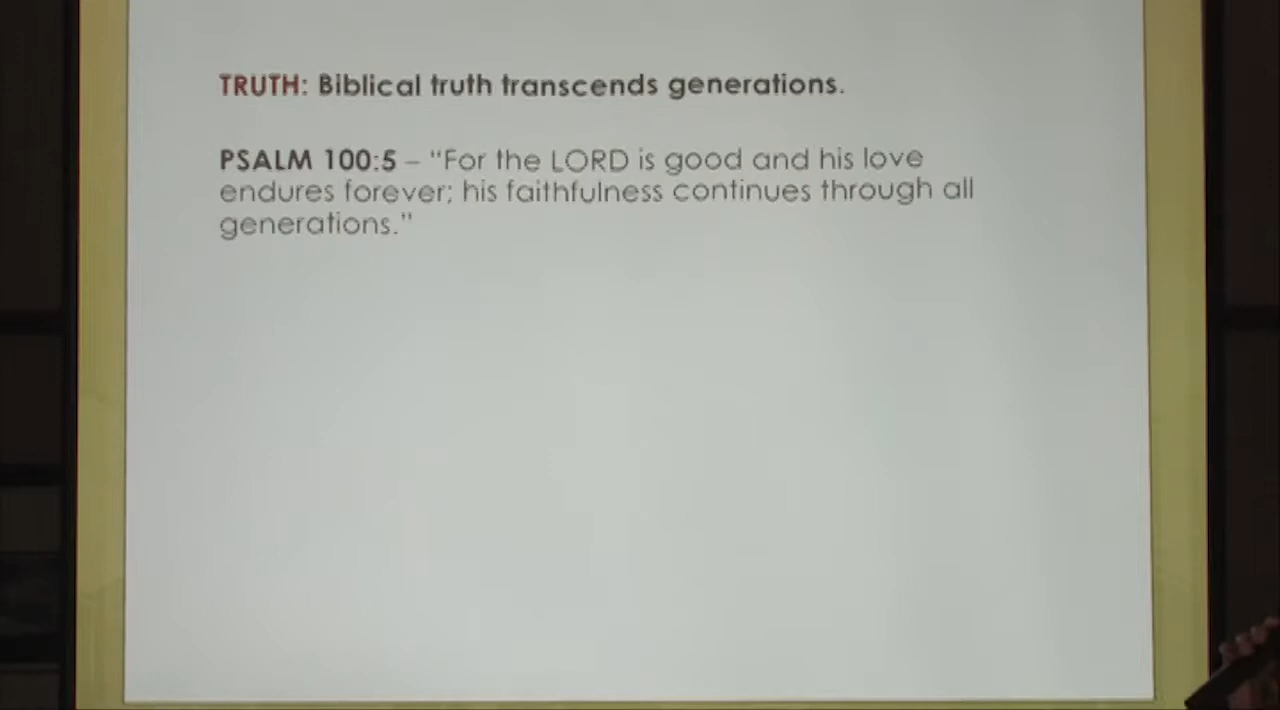 TRUTH: Biblical truth transcends generations.
PSALM 100:5 – “For the LORD is good and his love
endures forever; his faithfulness continues through all
generations.”